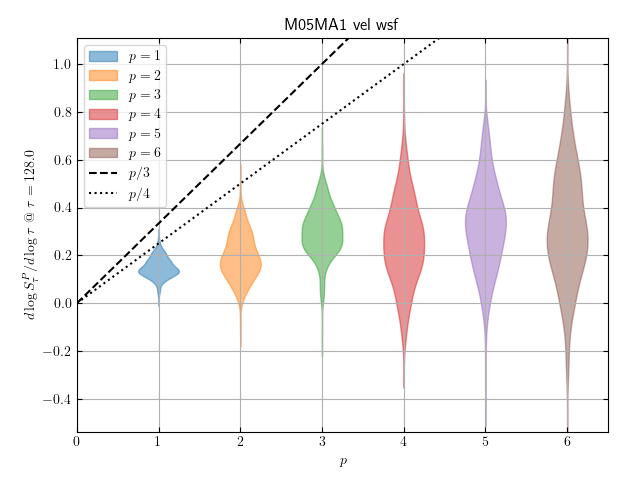 M05MA1 vel wsf
p = 1
p = 2
p = 3
p = 4
p = 5
p = 6
p/3
p/4
d log S_τ^P / d log τ @ τ = 128.0
1.0
0.8
0.6
0.4
0.2
0.0
−0.2
−0.4
0 1 2 3 4 5 6
p